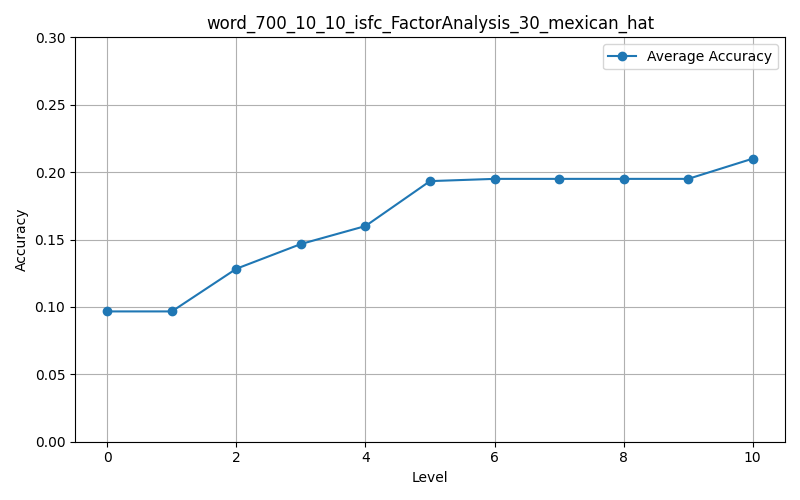 word_700_10_10_isfc_FactorAnalysis_30_mexican_hat
Average Accuracy
0.30
0.25
0.20
0.15
0.10
0.05
0.00
Accuracy
0 2 4 6 8 10
Level